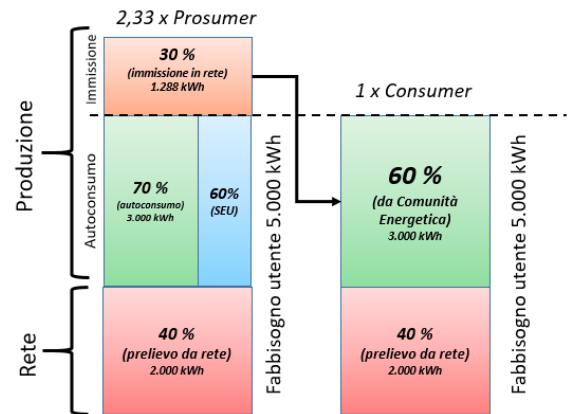 2,33 x Prosumer
Produzione
Immissione
30 %
(immissione in rete)
1.288 kWh
Autoconsumo
70 %
(autoconsumo)
3.000 kWh
60%
(SEU)
Rete
40 %
(prelievo da rete)
2.000 kWh
Fabbisogno utente 5.000 kWh
1 x Consumer
60 %
(da Comunità
Energetica)
3.000 kWh
40 %
(prelievo da rete)
2.000 kWh
Fabbisogno utente 5.000 kWh